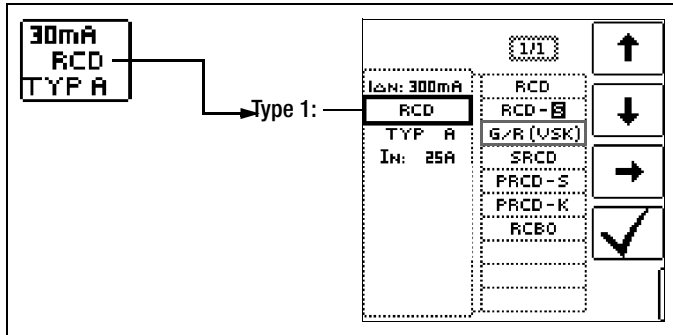 30mA
RCD
TYP A
Type 1:
1/1
I△N: 300mA
RCD
TYP A
IN: 25A
RCD
RCD-S
G/R (VSK)
SRCD
PRCD-S
PRCD-K
RCBO